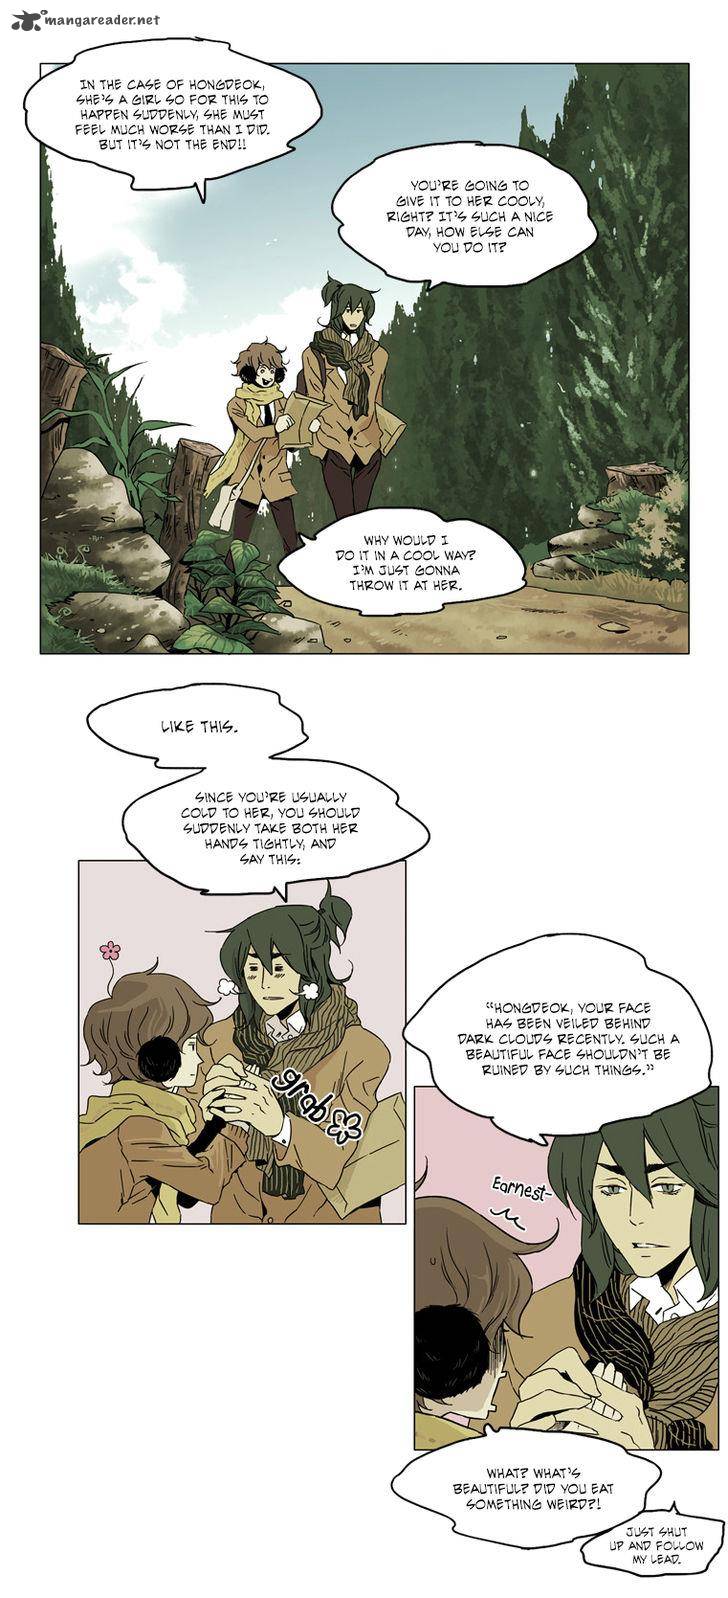 mangareader.net
IN THE CASE OF HONGDEOK,
SHE'S A GIRL SO FOR THIS TO
HAPPEN SUDDENLY, SHE MUST
FEEL MUCH WORSE THAN I DID.
BUT IT'S NOT THE END!!
YOU'RE GOING TO
GIVE IT TO HER COOLY,
RIGHT? IT'S SUCH A NICE
DAY, HOW ELSE CAN
YOU DO IT?
WHY WOULD I
DO IT IN A COOL WAY?
I'M JUST GONNA
THROW IT AT HER.
LIKE THIS.
SINCE YOU'RE USUALLY
COLD TO HER, YOU SHOULD
SUDDENLY TAKE BOTH HER
HANDS TIGHTLY, AND
SAY THIS:
grab
"HONGDEOK, YOUR FACE
HAS BEEN VEILED BEHIND
DARK CLOUDS RECENTLY. SUCH A
BEAUTIFUL FACE SHOULDN'T BE
RUINED BY SUCH THINGS."
Earnest-
WHAT? WHAT'S
BEAUTIFUL? DID YOU EAT
SOMETHING WEIRD?!
JUST SHUT
UP AND FOLLOW
MY LEAD.